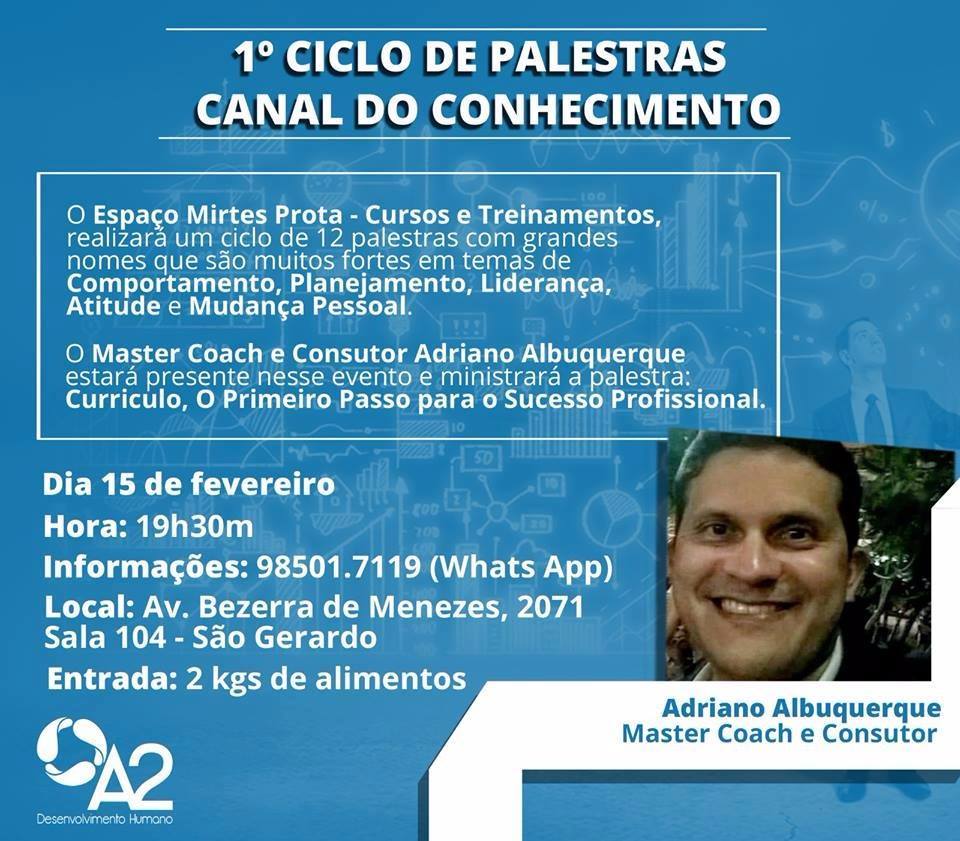 1º CICLO DE PALESTRAS
CANAL DO CONHECIMENTO
O Espaço Mirtes Prota - Cursos e Treinamentos,
realizará um ciclo de 12 palestras com grandes
nomes que são muitos fortes em temas de
Comportamento, Planejamento, Liderança,
Atitude e Mudança Pessoal.
O Master Coach e Consutor Adriano Albuquerque
estará presente nesse evento e ministrará a palestra:
Curriculo, O Primeiro Passo para o Sucesso Profissional.
Dia 15 de fevereiro
Hora: 19h30m
Informações: 98501.7119 (Whats App)
Local: Av. Bezerra de Menezes, 2071
Sala 104 - São Gerardo
Entrada: 2 kgs de alimentos
Adriano Albuquerque
Master Coach e Consutor
A2
Desenvolvimento Humano
100
50
$